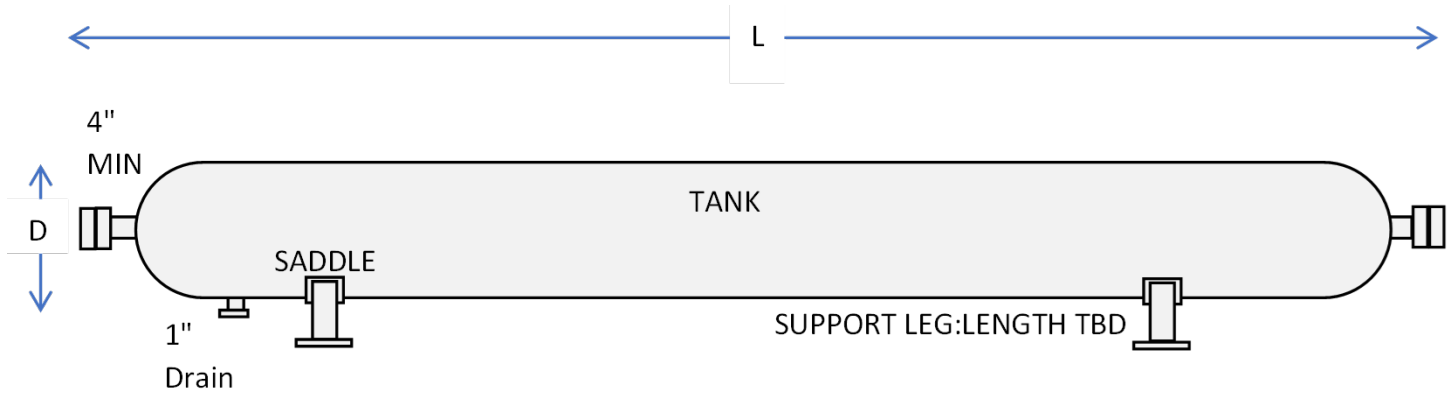 L
4"
MIN
D
TANK
SADDLE
SUPPORT LEG:LENGTH TBD
1"
Drain